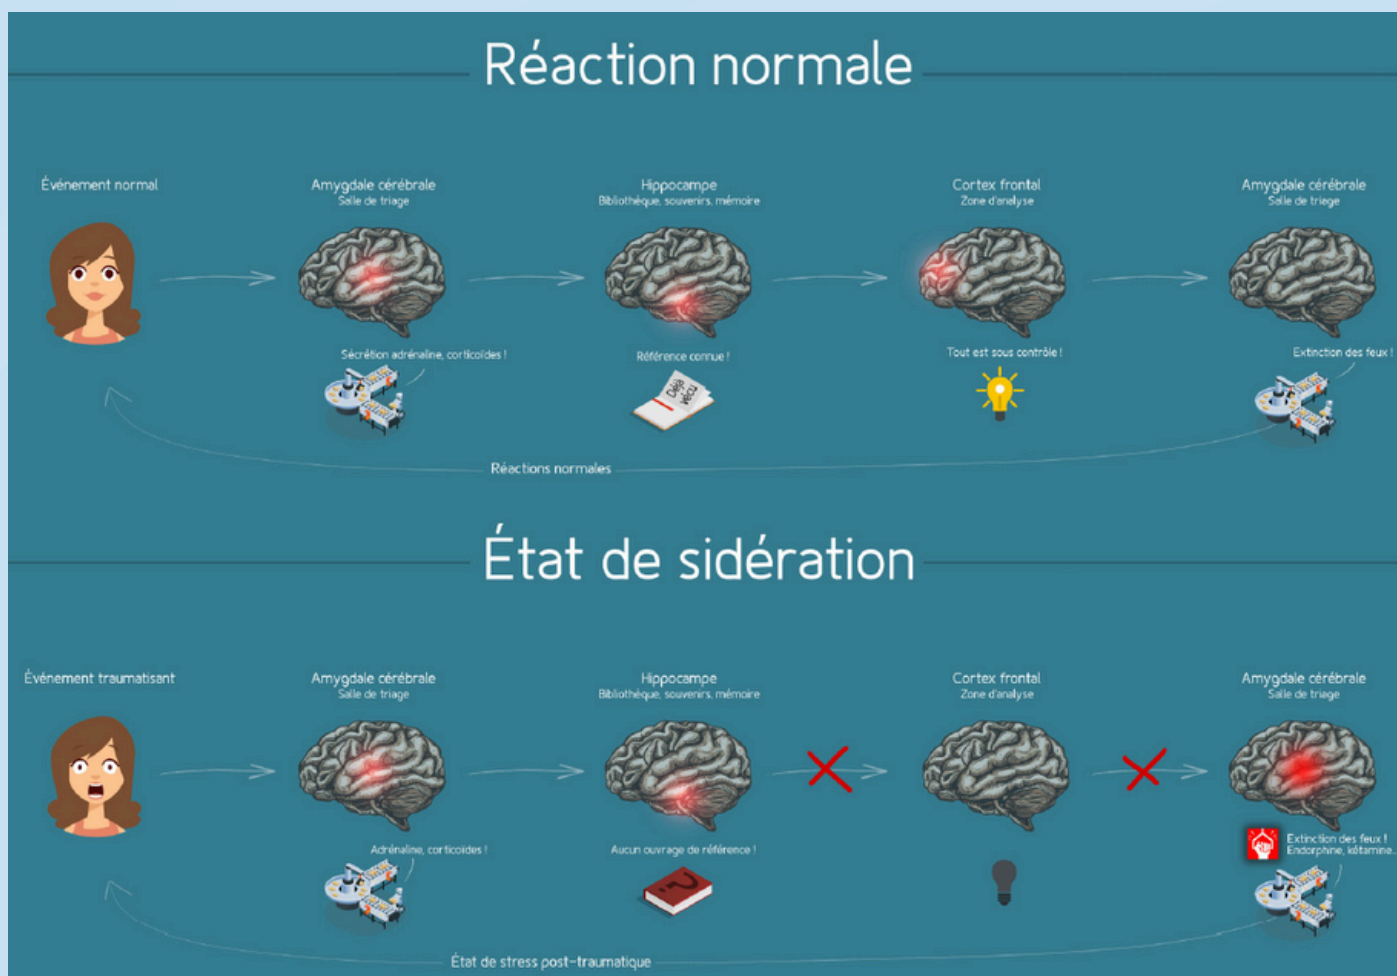 Réaction normale
Événement normal
Amygdale cérébrale
Salle de triage
Hippocampe
Bibliothèque, souvenirs, mémoire
Cortex frontal
Zone d'analyse
Amygdale cérébrale
Salle de triage
Sécrétion adrénaline, corticoïdes !
Référence connue !
Déjà
vécu
Tout est sous contrôle !
Extinction des feux !
Réactions normales
État de sidération
Événement traumatisant
Amygdale cérébrale
Salle de triage
Hippocampe
Bibliothèque, souvenirs, mémoire
Cortex frontal
Zone d'analyse
Amygdale cérébrale
Salle de triage
Adrénaline, corticoïdes !
Aucun ouvrage de référence !
?
Extinction des feux !
Endorphine, kétamine...
État de stress post-traumatique